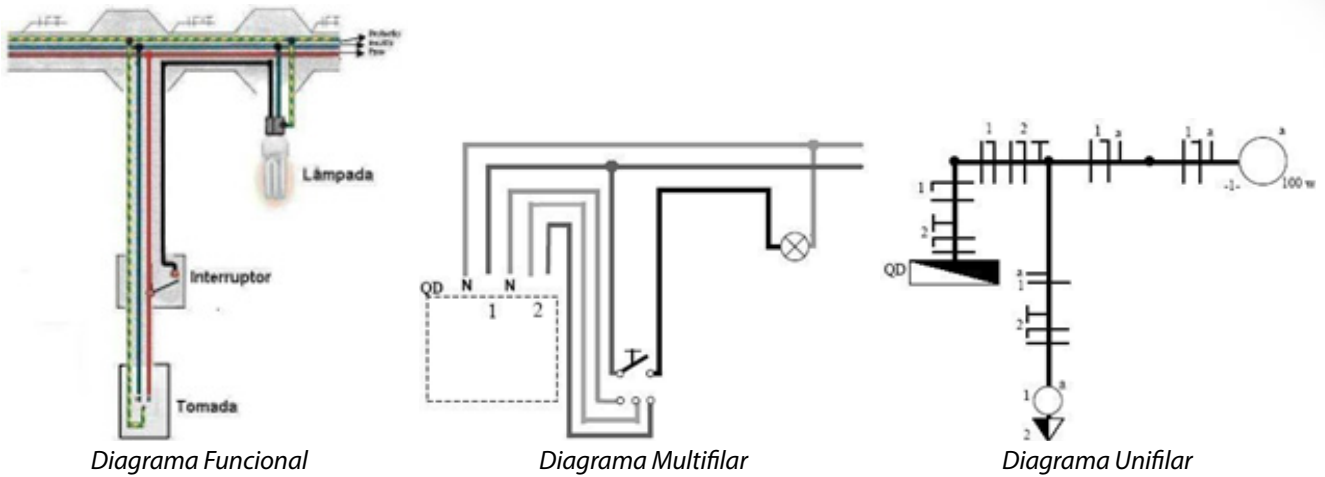 Lâmpada
Interruptor
Tomada
Diagrama Funcional
QD N N
1 2
Diagrama Multifilar
1 2 1 a 1 a a
-1- 100 w
1
2
QD
a
1
2
1 a
2
Diagrama Unifilar